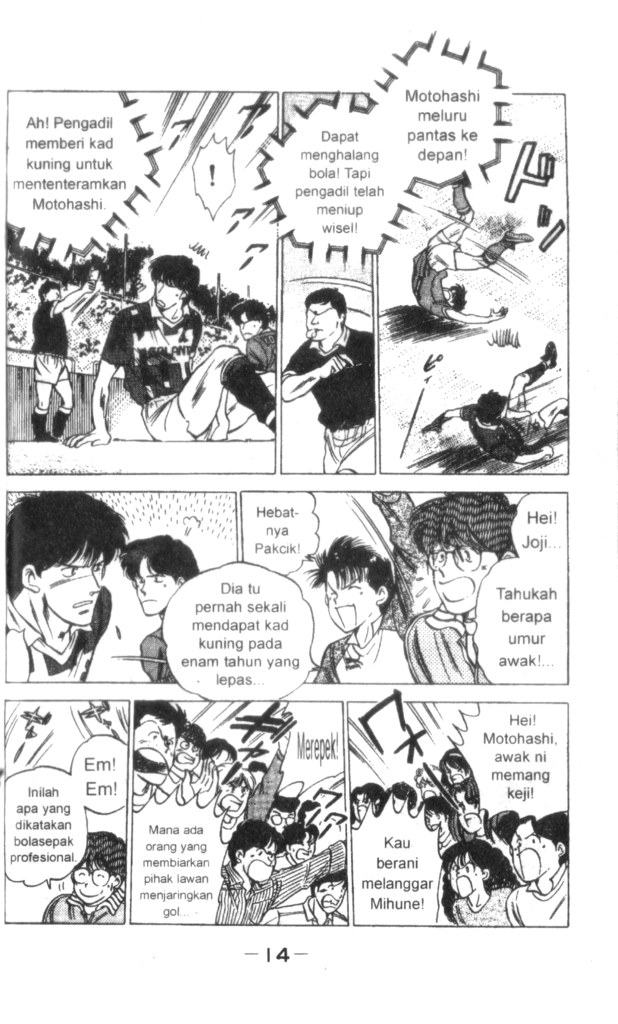 Motohashi
meluru
pantas ke
depan!
Dapat
menghalang
bola! Tapi
pengadil telah
meniup
wisel!
Ah! Pengadil
memberi kad
kuning untuk
mententeramkan
Motohashi.
!
Hei!
Joji...
Tahukah
berapa
umur
awak!...
Hebat-
nya
Pakcik!
Dia tu
pernah sekali
mendapat kad
kuning pada
enam tahun yang
lepas...
Hei!
Motohashi,
awak ni
memang
keji!
Kau
berani
melanggar
Mihune!
Merepek!
Mana ada
orang yang
membiarkan
pihak lawan
menjaringkan
gol.....
Em!
Em!
Inilah
apa yang
dikatakan
bolasepak
profesional.
—14—